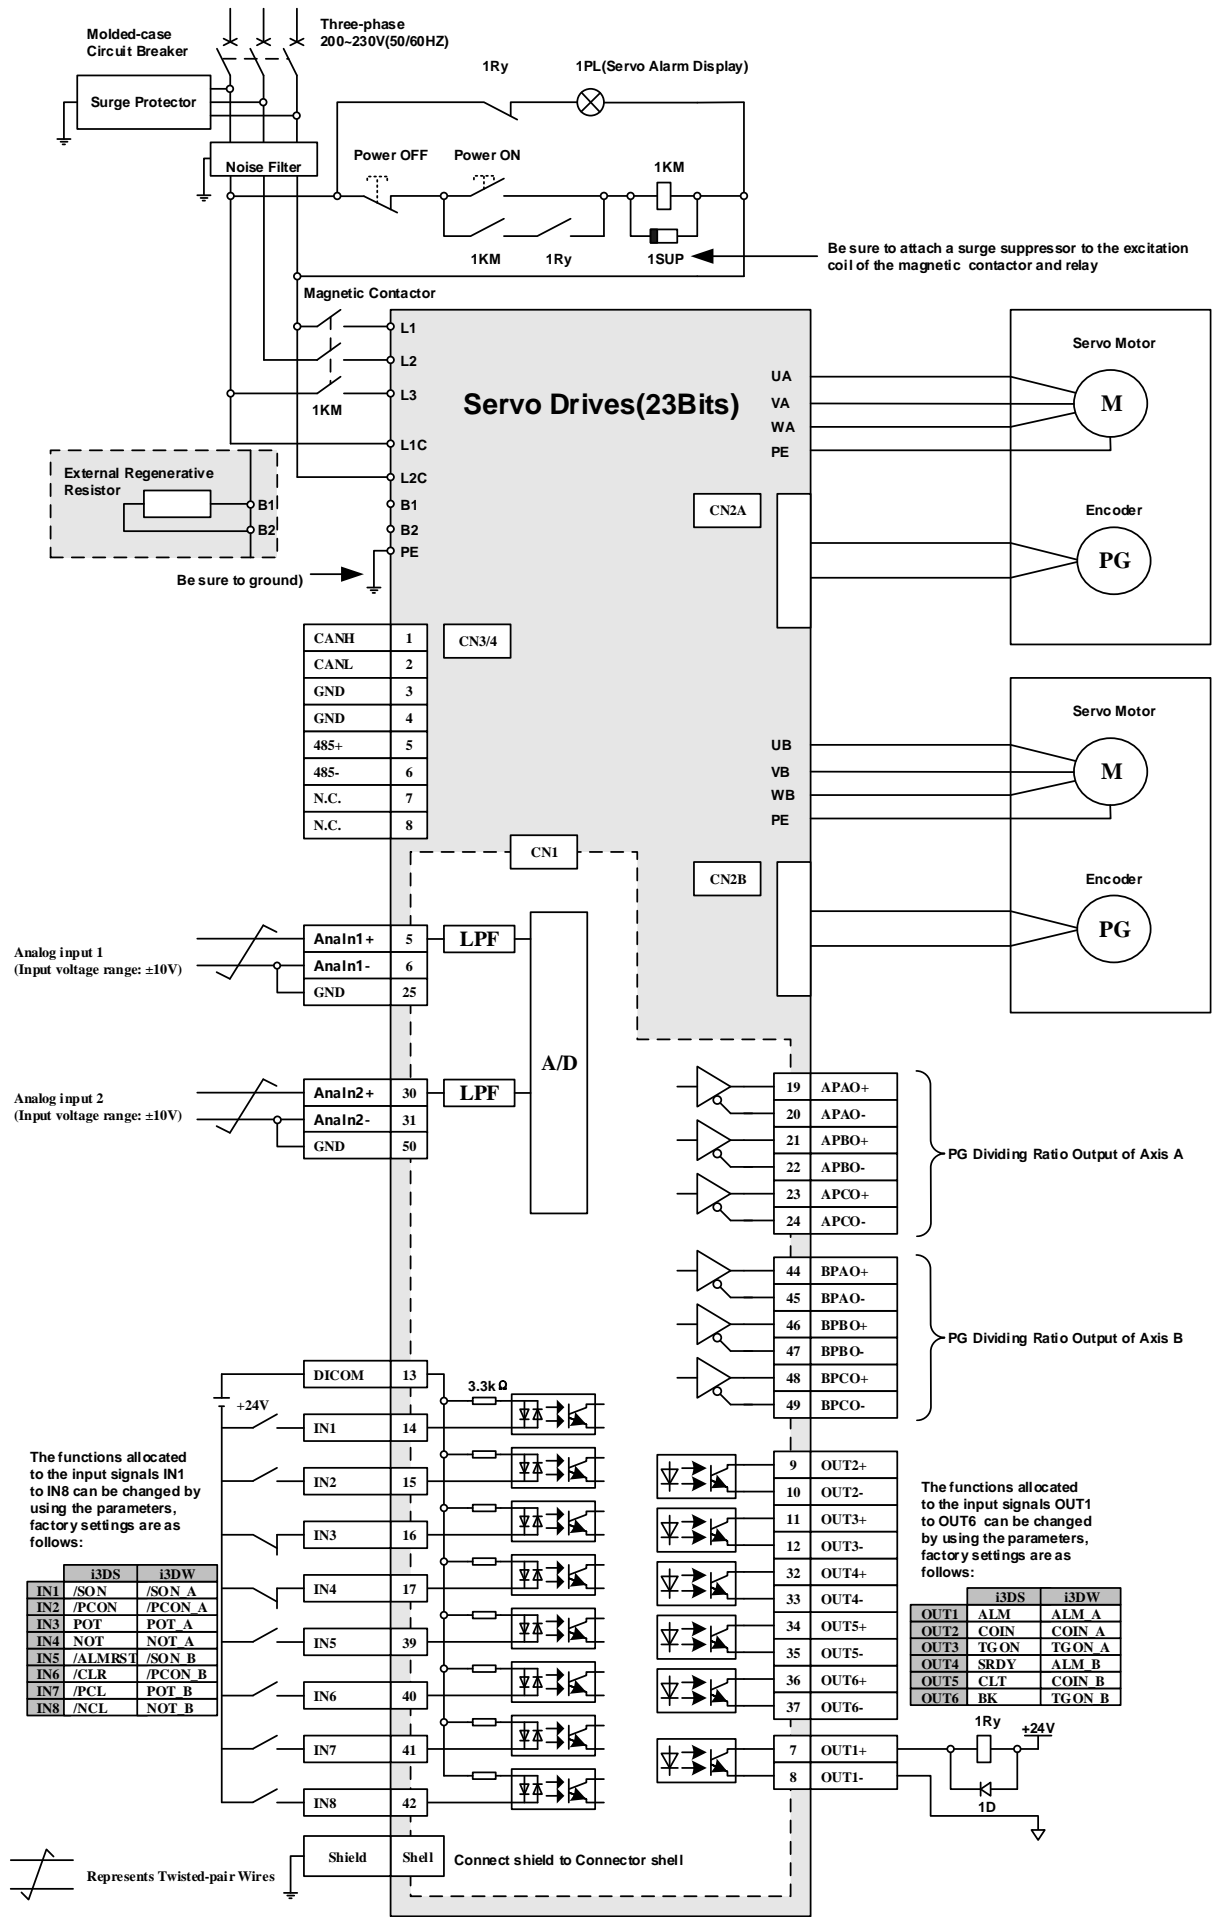 Molded-case
Circuit Breaker
Three-phase
200~230V(50/60HZ)
1Ry
1PL(Servo Alarm Display)
Surge Protector
Noise Filter
Power OFF
Power ON
1KM
1KM
1Ry
1SUP
Be sure to attach a surge suppressor to the excitation
coil of the magnetic contactor and relay
Magnetic Contactor
L1
L2
L3
1KM
L1C
L2C
B1
B2
PE
Servo Drives(23Bits)
External Regenerative
Resistor
B1
B2
Be sure to ground)
UA
VA
WA
PE
Servo Motor
M
CN2A
Encoder
PG
CANH 1
CANL 2
GND 3
GND 4
485+ 5
485- 6
N.C. 7
N.C. 8
CN3/4
UB
VB
WB
PE
Servo Motor
M
CN2B
Encoder
PG
CN1
Analog input 1
(Input voltage range: ±10V)
AnaIn1+ 5
AnaIn1- 6
GND 25
LPF
A/D
Analog input 2
(Input voltage range: ±10V)
AnaIn2+ 30
AnaIn2- 31
GND 50
LPF
19 APAO+
20 APAO-
21 APBO+
22 APBO-
23 APCO+
24 APCO-
PG Dividing Ratio Output of Axis A
44 BPAO+
45 BPAO-
46 BPBO+
47 BPBO-
48 BPCO+
49 BPCO-
PG Dividing Ratio Output of Axis B
DICOM 13
+24V
3.3kΩ
IN1 14
IN2 15
IN3 16
IN4 17
IN5 39
IN6 40
IN7 41
IN8 42
The functions allocated
to the input signals IN1
to IN8 can be changed by
using the parameters,
factory settings are as
follows:
i3DS i3DW
IN1 /SON /SON_A
IN2 /PCON /PCON_A
IN3 POT POT_A
IN4 NOT NOT_A
IN5 /ALMRST /SON_B
IN6 /CLR /PCON_B
IN7 /PCL POT_B
IN8 /NCL NOT_B
9 OUT2+
10 OUT2-
11 OUT3+
12 OUT3-
32 OUT4+
33 OUT4-
34 OUT5+
35 OUT5-
36 OUT6+
37 OUT6-
7 OUT1+
8 OUT1-
The functions allocated
to the input signals OUT1
to OUT6 can be changed
by using the parameters,
factory settings are as
follows:
i3DS i3DW
OUT1 ALM ALM_A
OUT2 COIN COIN_A
OUT3 TGON TGON_A
OUT4 SRDY ALM_B
OUT5 CLT COIN_B
OUT6 BK TGON_B
1Ry
+24V
1D
Shield Shell
Connect shield to Connector shell
Represents Twisted-pair Wires